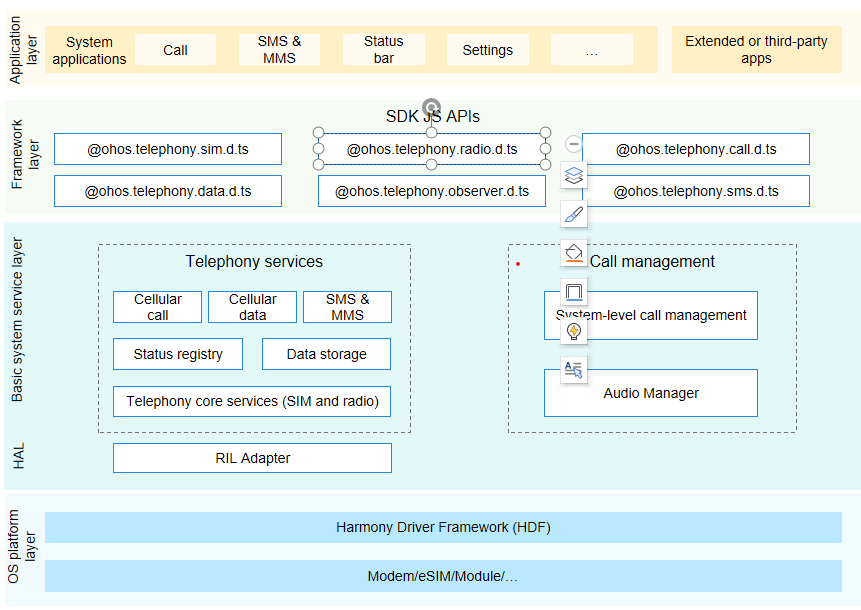 Application
layer
System
applications
Call
SMS &
MMS
Status
bar
Settings
...
Extended or third-party
apps
Framework
layer
SDK JS APIs
@ohos.telephony.sim.d.ts
@ohos.telephony.radio.d.ts
@ohos.telephony.call.d.ts
@ohos.telephony.data.d.ts
@ohos.telephony.observer.d.ts
@ohos.telephony.sms.d.ts
Basic system service layer
Telephony services
Cellular
call
Cellular
data
SMS &
MMS
Status registry
Data storage
Telephony core services (SIM and radio)
Call management
System-level call management
Audio Manager
HAL
RIL Adapter
OS platform
layer
Harmony Driver Framework (HDF)
Modem/eSIM/Module/...